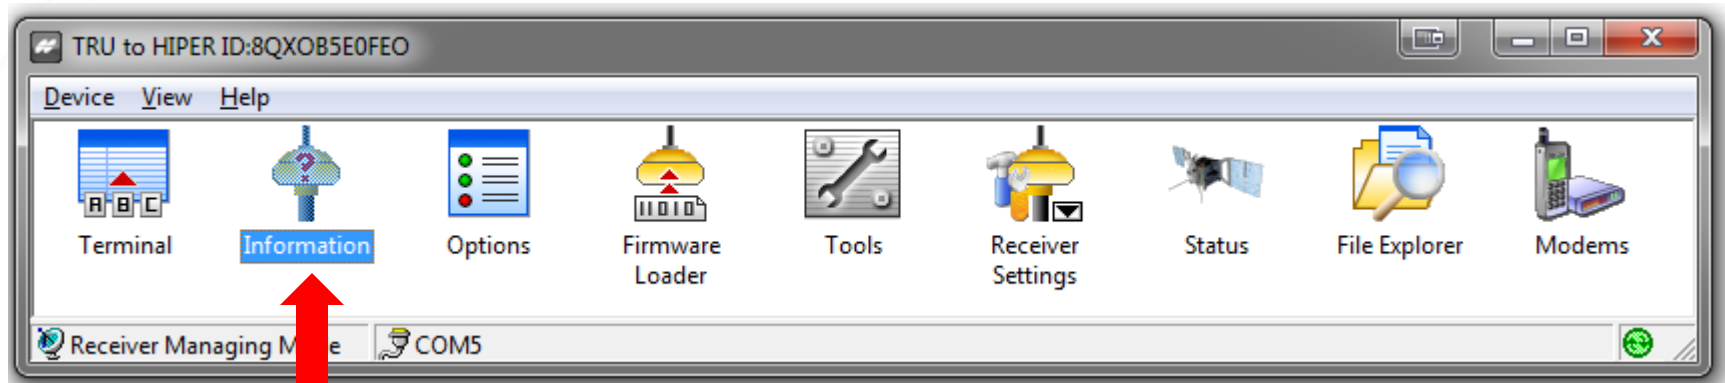 TRU to HIPER ID:8QXOB5E0FEO
Device View Help
A B C
?
11010
Terminal Information Options Firmware Loader Tools Receiver Settings Status File Explorer Modems
Receiver Managing COM5